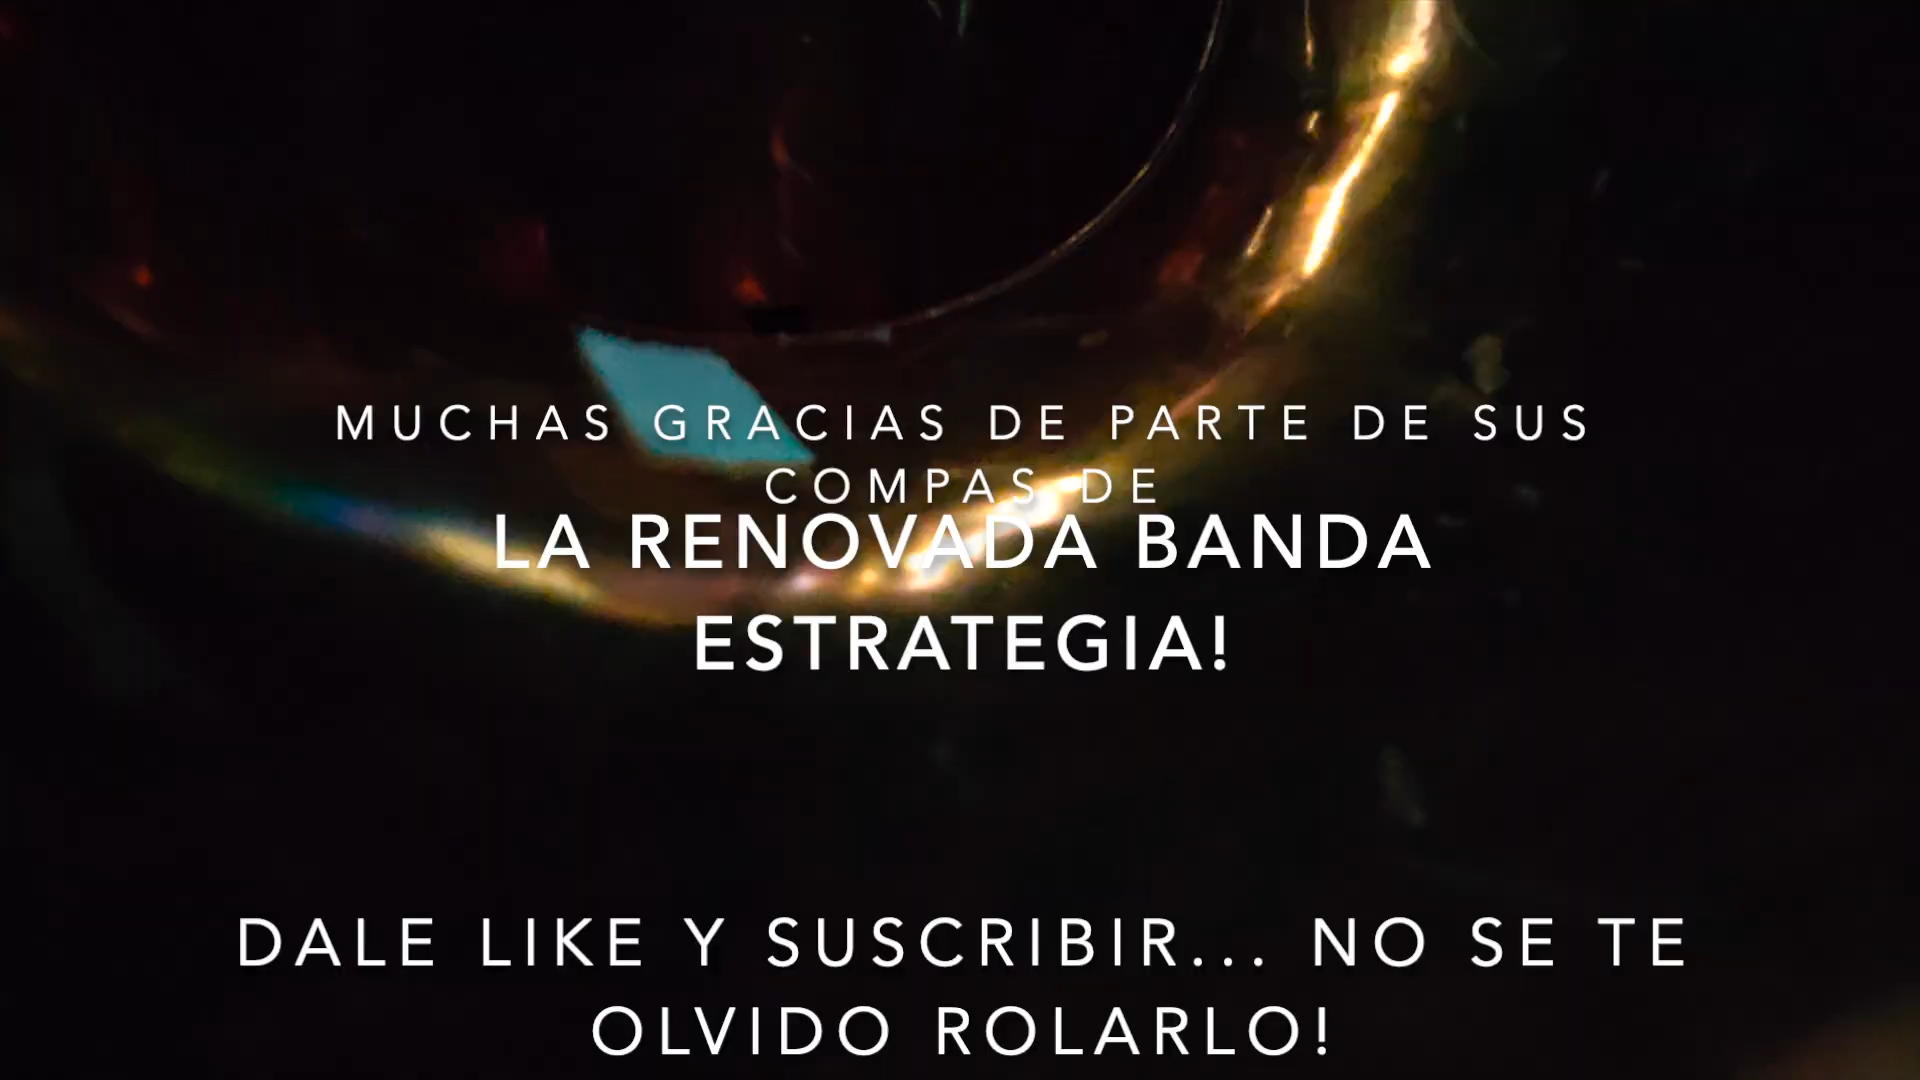 MUCHAS GRACIAS DE PARTE DE SUS
COMPAS DE
LA RENOVADA BANDA
ESTRATEGIA!
DALE LIKE Y SUSCRIBIR... NO SE TE
OLVIDO ROLARLO!